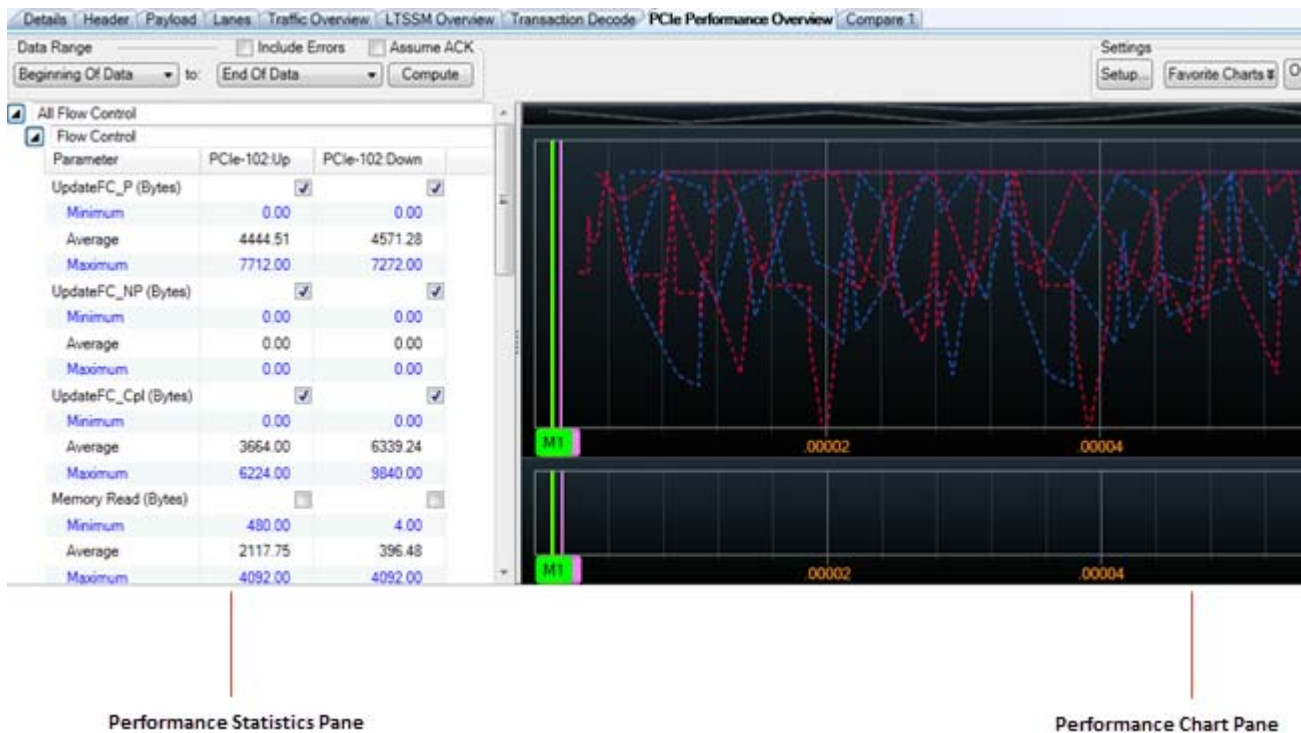 Details Header Payload Lanes Traffic Overview LTSSM Overview Transaction Decode PCIe Performance Overview Compare 1
Data Range Include Errors Assume ACK Settings
Beginning Of Data to: End Of Data Compute Setup... Favorite Charts
All Flow Control
Flow Control
Parameter PCIe-102:Up PCIe-102:Down
UpdateFC_P (Bytes)
Minimum 0.00 0.00
Average 4444.51 4571.28
Maximum 7712.00 7272.00
UpdateFC_NP (Bytes)
Minimum 0.00 0.00
Average 0.00 0.00
Maximum 0.00 0.00
UpdateFC_Cpl (Bytes)
Minimum 0.00 0.00
Average 3664.00 6339.24
Maximum 6224.00 9840.00
Memory Read (Bytes)
Minimum 480.00 4.00
Average 2117.75 396.48
Maximum 4092.00 4092.00
M1 .00002 .00004
M1 .00002 .00004
Performance Statistics Pane Performance Chart Pane